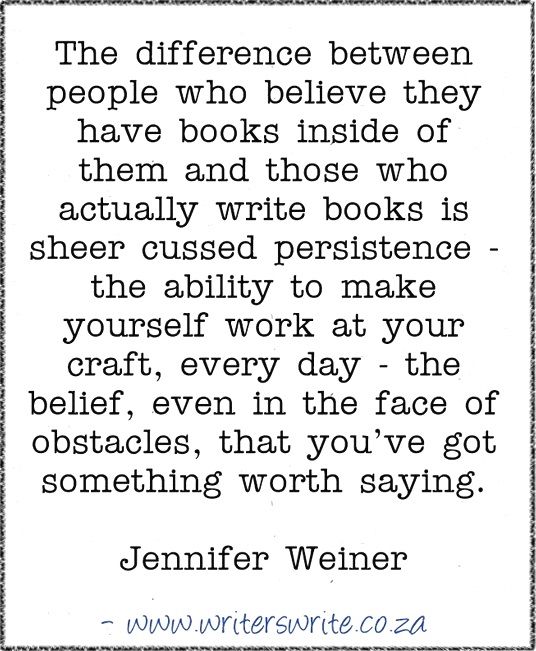 The difference between
people who believe they
have books inside of
them and those who
actually write books is
sheer cussed persistence -
the ability to make
yourself work at your
craft, every day - the
belief, even in the face of
obstacles, that you’ve got
something worth saying.
Jennifer Weiner
- www.writerswrite.co.za